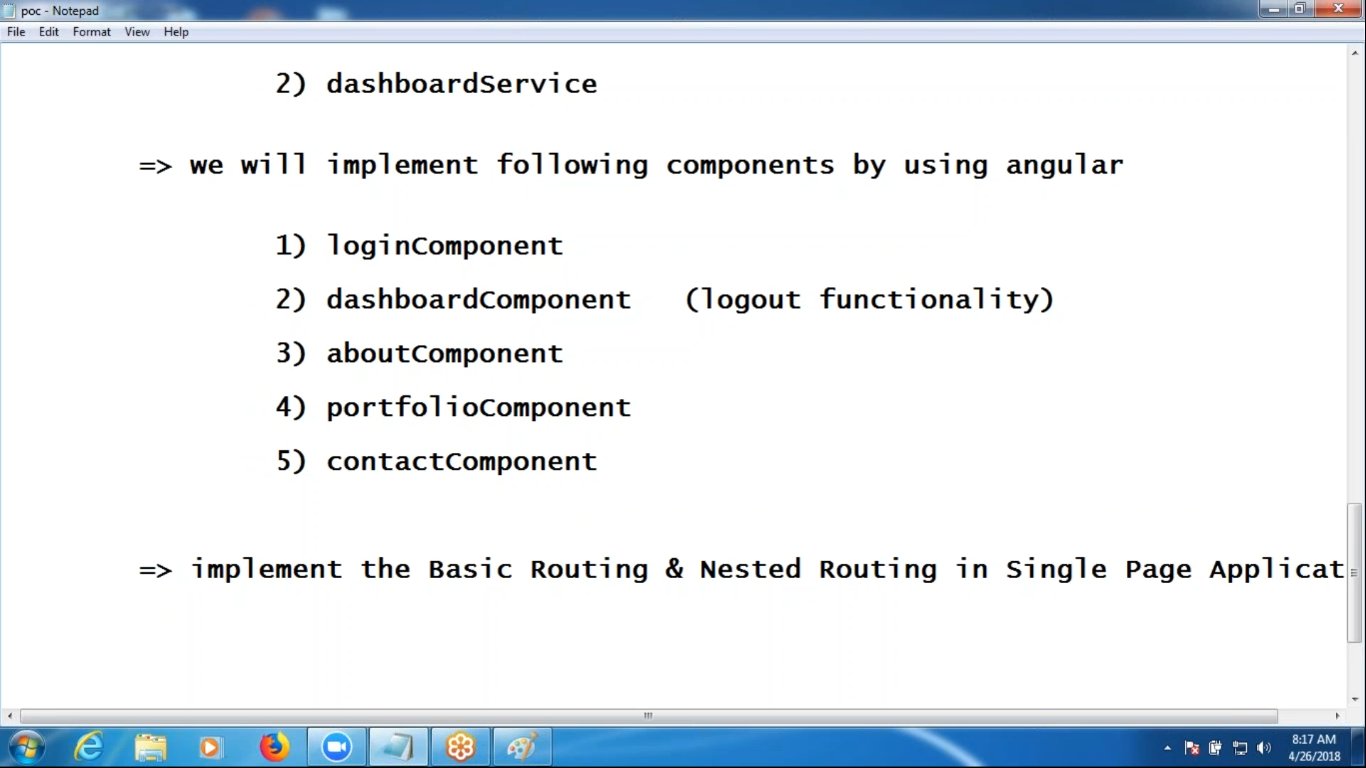 poc - Notepad
File Edit Format View Help
2) dashboardService
=> we will implement following components by using angular
1) loginComponent
2) dashboardComponent (logout functionality)
3) aboutComponent
4) portfolioComponent
5) contactComponent
=> implement the Basic Routing & Nested Routing in Single Page Applicat
8:17 AM
4/26/2018